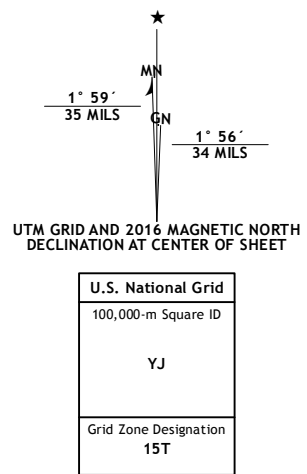 MN
1° 59´
35 MILS
GN
1° 56´
34 MILS
UTM GRID AND 2016 MAGNETIC NORTH
DECLINATION AT CENTER OF SHEET
U.S. National Grid
100,000-m Square ID
YJ
Grid Zone Designation
15T